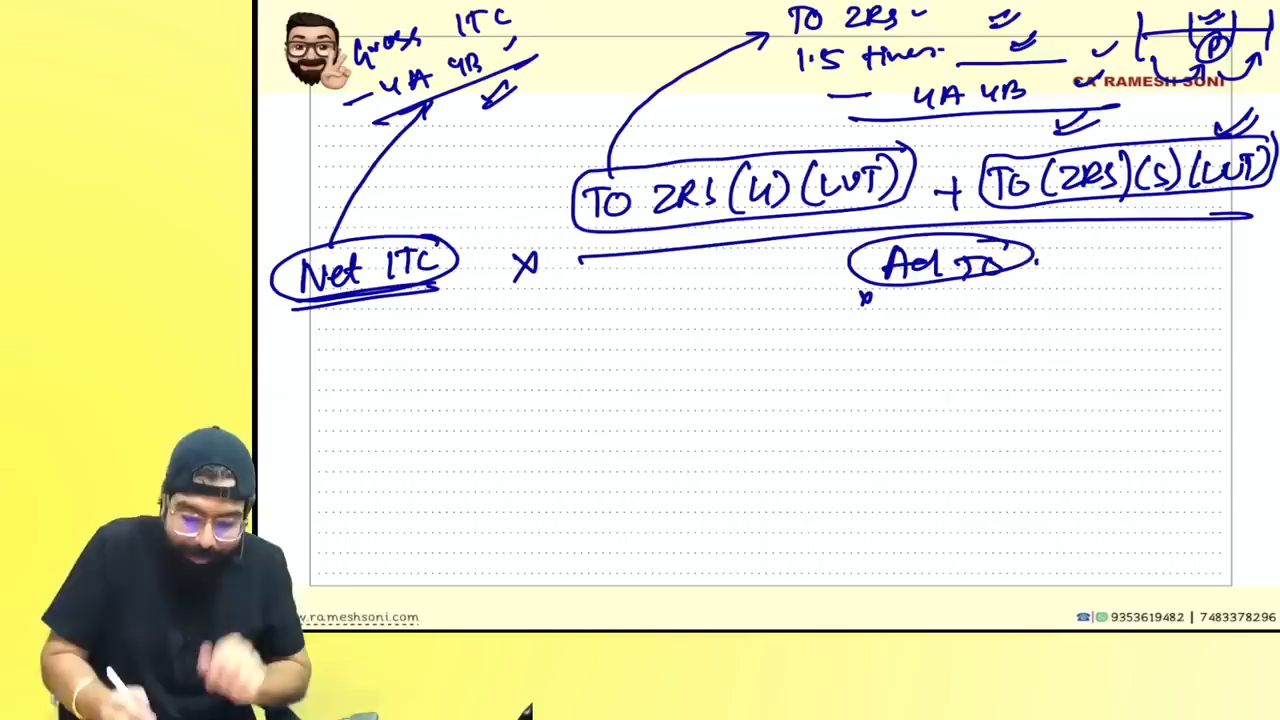 Gross ITC
- 4A 4B
TO ZRS
1.5 times
- 4A 4B
P
CA RAMESH SONI
TO ZRS (G) (LUT) + TO (ZRS) (S) (LUT)
Net ITC × Ad TO
.rameshsoni.com
9353619482 | 7483378296